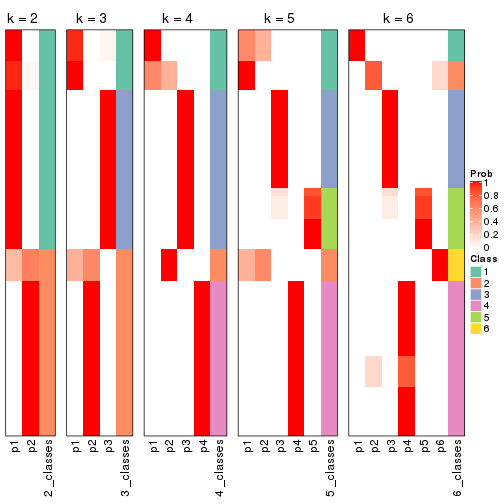 k = 2
k = 3
k = 4
k = 5
k = 6
Prob
1
0.8
0.6
0.4
0.2
0
Class
1
2
3
4
5
6
p1
p2
2_classes
p1
p2
p3
3_classes
p1
p2
p3
p4
4_classes
p1
p2
p3
p4
p5
5_classes
p1
p2
p3
p4
p5
p6
6_classes